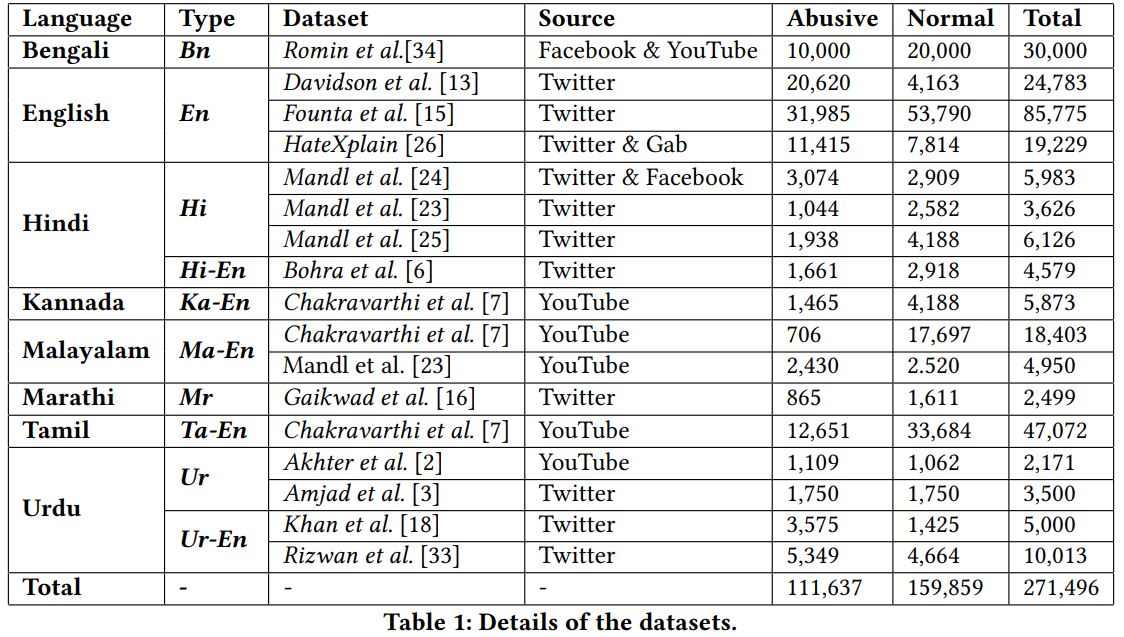 Language Type Dataset Source Abusive Normal Total
Bengali Bn Romin et al.[34] Facebook & YouTube 10,000 20,000 30,000
English En Davidson et al. [13] Twitter 20,620 4,163 24,783
Founta et al. [15] Twitter 31,985 53,790 85,775
HateXplain [26] Twitter & Gab 11,415 7,814 19,229
Hindi Hi Mandl et al. [24] Twitter & Facebook 3,074 2,909 5,983
Mandl et al. [23] Twitter 1,044 2,582 3,626
Mandl et al. [25] Twitter 1,938 4,188 6,126
Hi-En Bohra et al. [6] Twitter 1,661 2,918 4,579
Kannada Ka-En Chakravarthi et al. [7] YouTube 1,465 4,188 5,873
Malayalam Ma-En Chakravarthi et al. [7] YouTube 706 17,697 18,403
Mandl et al. [23] YouTube 2,430 2.520 4,950
Marathi Mr Gaikwad et al. [16] Twitter 865 1,611 2,499
Tamil Ta-En Chakravarthi et al. [7] YouTube 12,651 33,684 47,072
Urdu Ur Akhter et al. [2] YouTube 1,109 1,062 2,171
Amjad et al.[3] Twitter 1,750 1,750 3,500
Ur-En Khan et al. [18] Twitter 3,575 1,425 5,000
Rizwan et al. [33] Twitter 5,349 4,664 10,013
Total - - - 111,637 159,859 271,496
Table 1: Details of the datasets.